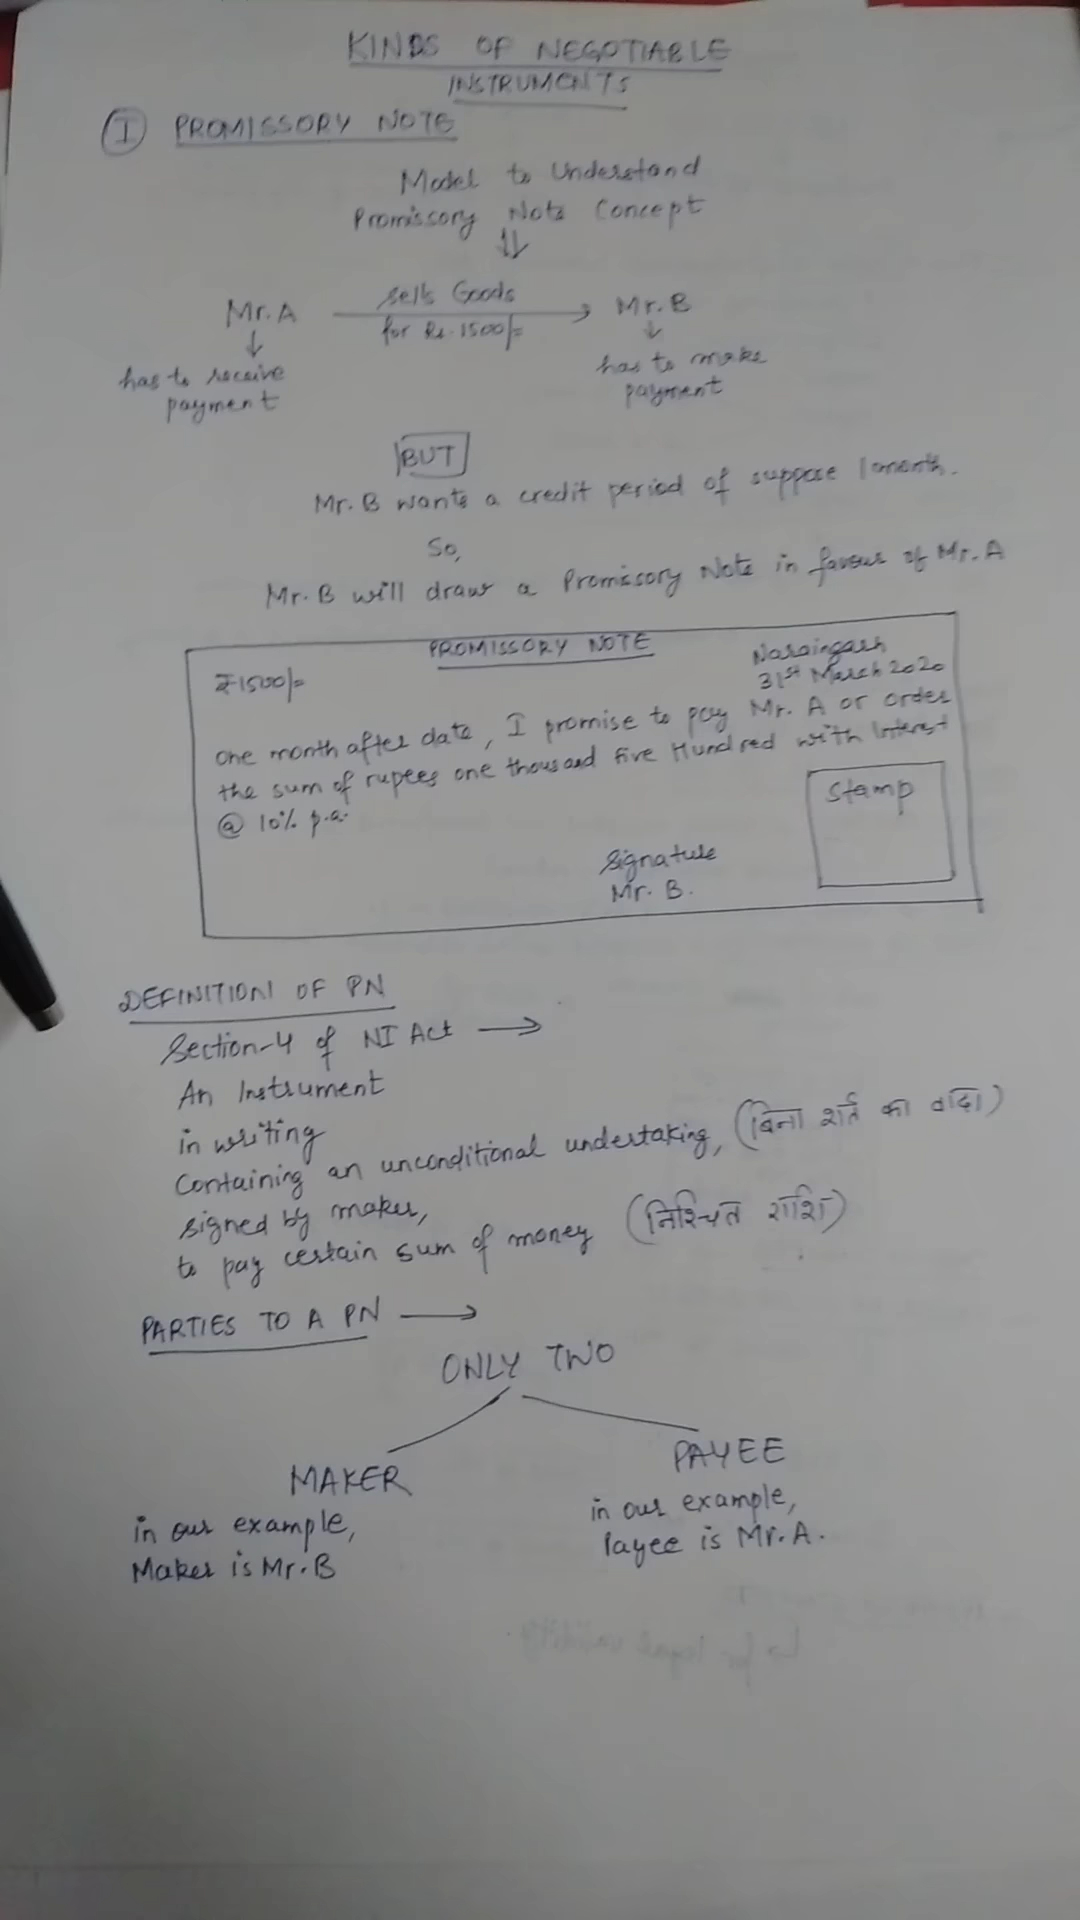 KINDS OF NEGOTIABLE
INSTRUMENTS
I PROMISSORY NOTE
Model to Understand
Promissory Note Concept
Mr. A sells Goods Mr. B
for Rs. 1500/=
has to receive
payment
has to make
payment
BUT
Mr. B wants a credit period of suppose 1 month.
So,
Mr. B will draw a Promissory Note in favour of Mr. A
PROMISSORY NOTE
₹1500/=
Naraingarh
31st March 2020
one month after date, I promise to pay Mr. A or order
the sum of rupees one thousand five Hundred with Interest
@ 10% p.a.
Stamp
Signature
Mr. B.
DEFINITION OF PN
Section-4 of NI Act →
An Instrument
in writing
Containing an unconditional undertaking, (बिना शर्त का वादा)
signed by maker,
to pay certain sum of money (निश्चित राशि)
PARTIES TO A PN →
ONLY TWO
MAKER
in our example,
Maker is Mr. B
PAYEE
in our example,
Payee is Mr. A.